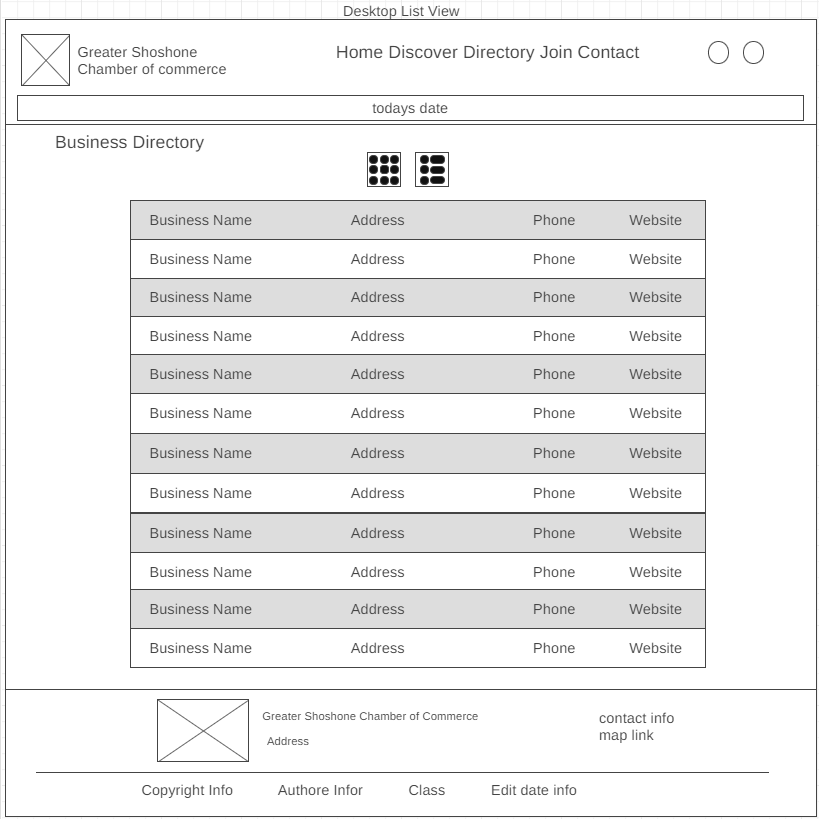 Desktop List View
Greater Shoshone
Chamber of commerce
Home Discover Directory Join Contact
todays date
Business Directory
Business Name Address Phone Website
Business Name Address Phone Website
Business Name Address Phone Website
Business Name Address Phone Website
Business Name Address Phone Website
Business Name Address Phone Website
Business Name Address Phone Website
Business Name Address Phone Website
Business Name Address Phone Website
Business Name Address Phone Website
Business Name Address Phone Website
Business Name Address Phone Website
Greater Shoshone Chamber of Commerce
Address
contact info
map link
Copyright Info Authore Infor Class Edit date info